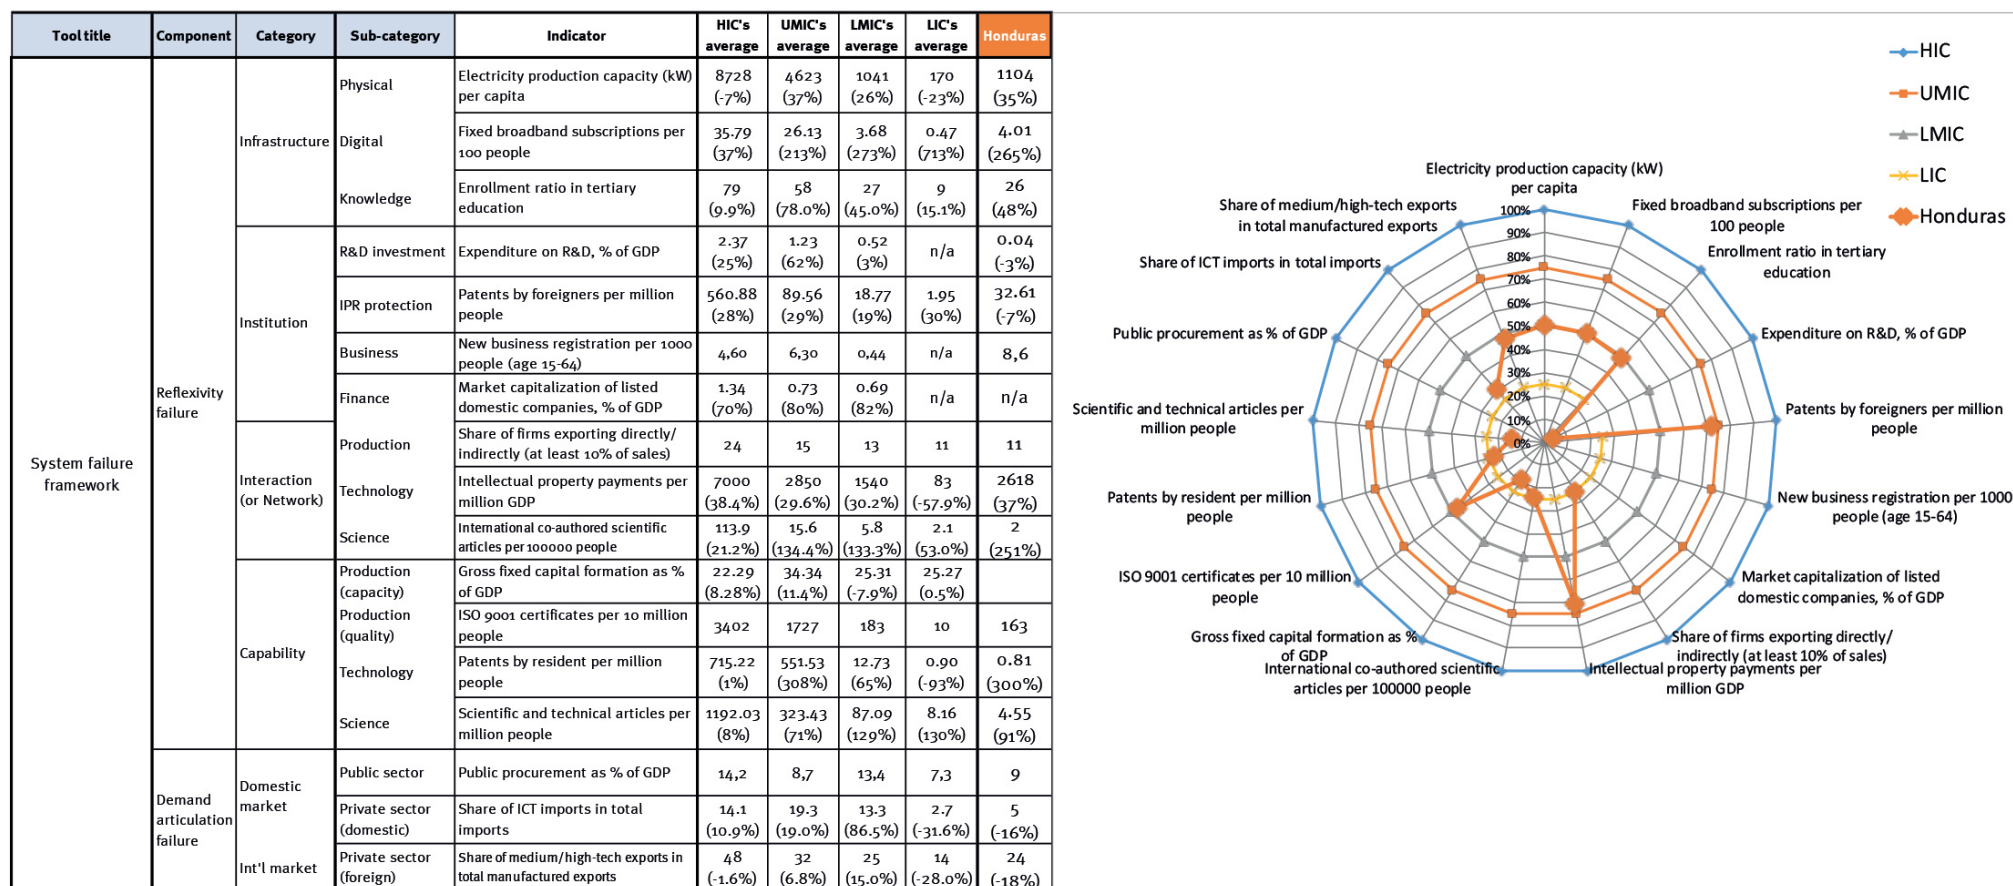 Tool title
Component
Category
Sub-category
Indicator
HIC's
average
UMIC's
average
LMIC's
average
LIC's
average
Honduras
System failure
framework
Reflexivity
failure
Infrastructure
Physical
Electricity production capacity (kW)
per capita
8728
(-7%)
4623
(37%)
1041
(26%)
170
(-23%)
1104
(35%)
Digital
Fixed broadband subscriptions per
100 people
35.79
(37%)
26.13
(213%)
3.68
(273%)
0.47
(713%)
4.01
(265%)
Knowledge
Enrollment ratio in tertiary
education
79
(9.9%)
58
(78.0%)
27
(45.0%)
9
(15.1%)
26
(48%)
Institution
R&D investment
Expenditure on R&D, % of GDP
2.37
(25%)
1.23
(62%)
0.52
(3%)
n/a
0.04
(-3%)
IPR protection
Patents by foreigners per million
people
560.88
(28%)
89.56
(29%)
18.77
(19%)
1.95
(30%)
32.61
(-7%)
Business
New business registration per 1000
people (age 15-64)
4,60
6,30
0,44
n/a
8,6
Finance
Market capitalization of listed
domestic companies, % of GDP
1.34
(70%)
0.73
(80%)
0.69
(82%)
n/a
n/a
Interaction
(or Network)
Production
Share of firms exporting directly/
indirectly (at least 10% of sales)
24
15
13
11
11
Technology
Intellectual property payments per
million GDP
7000
(38.4%)
2850
(29.6%)
1540
(30.2%)
83
(-57.9%)
2618
(37%)
Science
International co-authored scientific
articles per 100000 people
113.9
(21.2%)
15.6
(134.4%)
5.8
(133.3%)
2.1
(53.0%)
2
(251%)
Capability
Production
(capacity)
Gross fixed capital formation as %
of GDP
22.29
(8.28%)
34.34
(11.4%)
25.31
(-7.9%)
25.27
(0.5%)
Production
(quality)
ISO 9001 certificates per 10 million
people
3402
1727
183
10
163
Technology
Patents by resident per million
people
715.22
(1%)
551.53
(308%)
12.73
(65%)
0.90
(-93%)
0.81
(300%)
Science
Scientific and technical articles per
million people
1192.03
(8%)
323.43
(71%)
87.09
(129%)
8.16
(130%)
4.55
(91%)
Demand
articulation
failure
Domestic
market
Public sector
Public procurement as % of GDP
14,2
8,7
13,4
7,3
9
Private sector
(domestic)
Share of ICT imports in total
imports
14.1
(10.9%)
19.3
(19.0%)
13.3
(86.5%)
2.7
(-31.6%)
5
(-16%)
Int'l market
Private sector
(foreign)
Share of medium/high-tech exports in
total manufactured exports
48
(-1.6%)
32
(6.8%)
25
(15.0%)
14
(-28.0%)
24
(-18%)
HIC
UMIC
LMIC
LIC
Honduras
Electricity production capacity (kW)
per capita
Fixed broadband subscriptions per
100 people
Enrollment ratio in tertiary
education
Expenditure on R&D, % of GDP
Patents by foreigners per million
people
New business registration per 1000
people (age 15-64)
Market capitalization of listed
domestic companies, % of GDP
Share of firms exporting directly/
indirectly (at least 10% of sales)
Intellectual property payments per
million GDP
International co-authored scientific
articles per 100000 people
Gross fixed capital formation as %
of GDP
ISO 9001 certificates per 10 million
people
Patents by resident per million
people
Scientific and technical articles per
million people
Public procurement as % of GDP
Share of ICT imports in total imports
Share of medium/high-tech exports
in total manufactured exports
100%
90%
80%
70%
60%
50%
40%
30%
20%
10%
0%